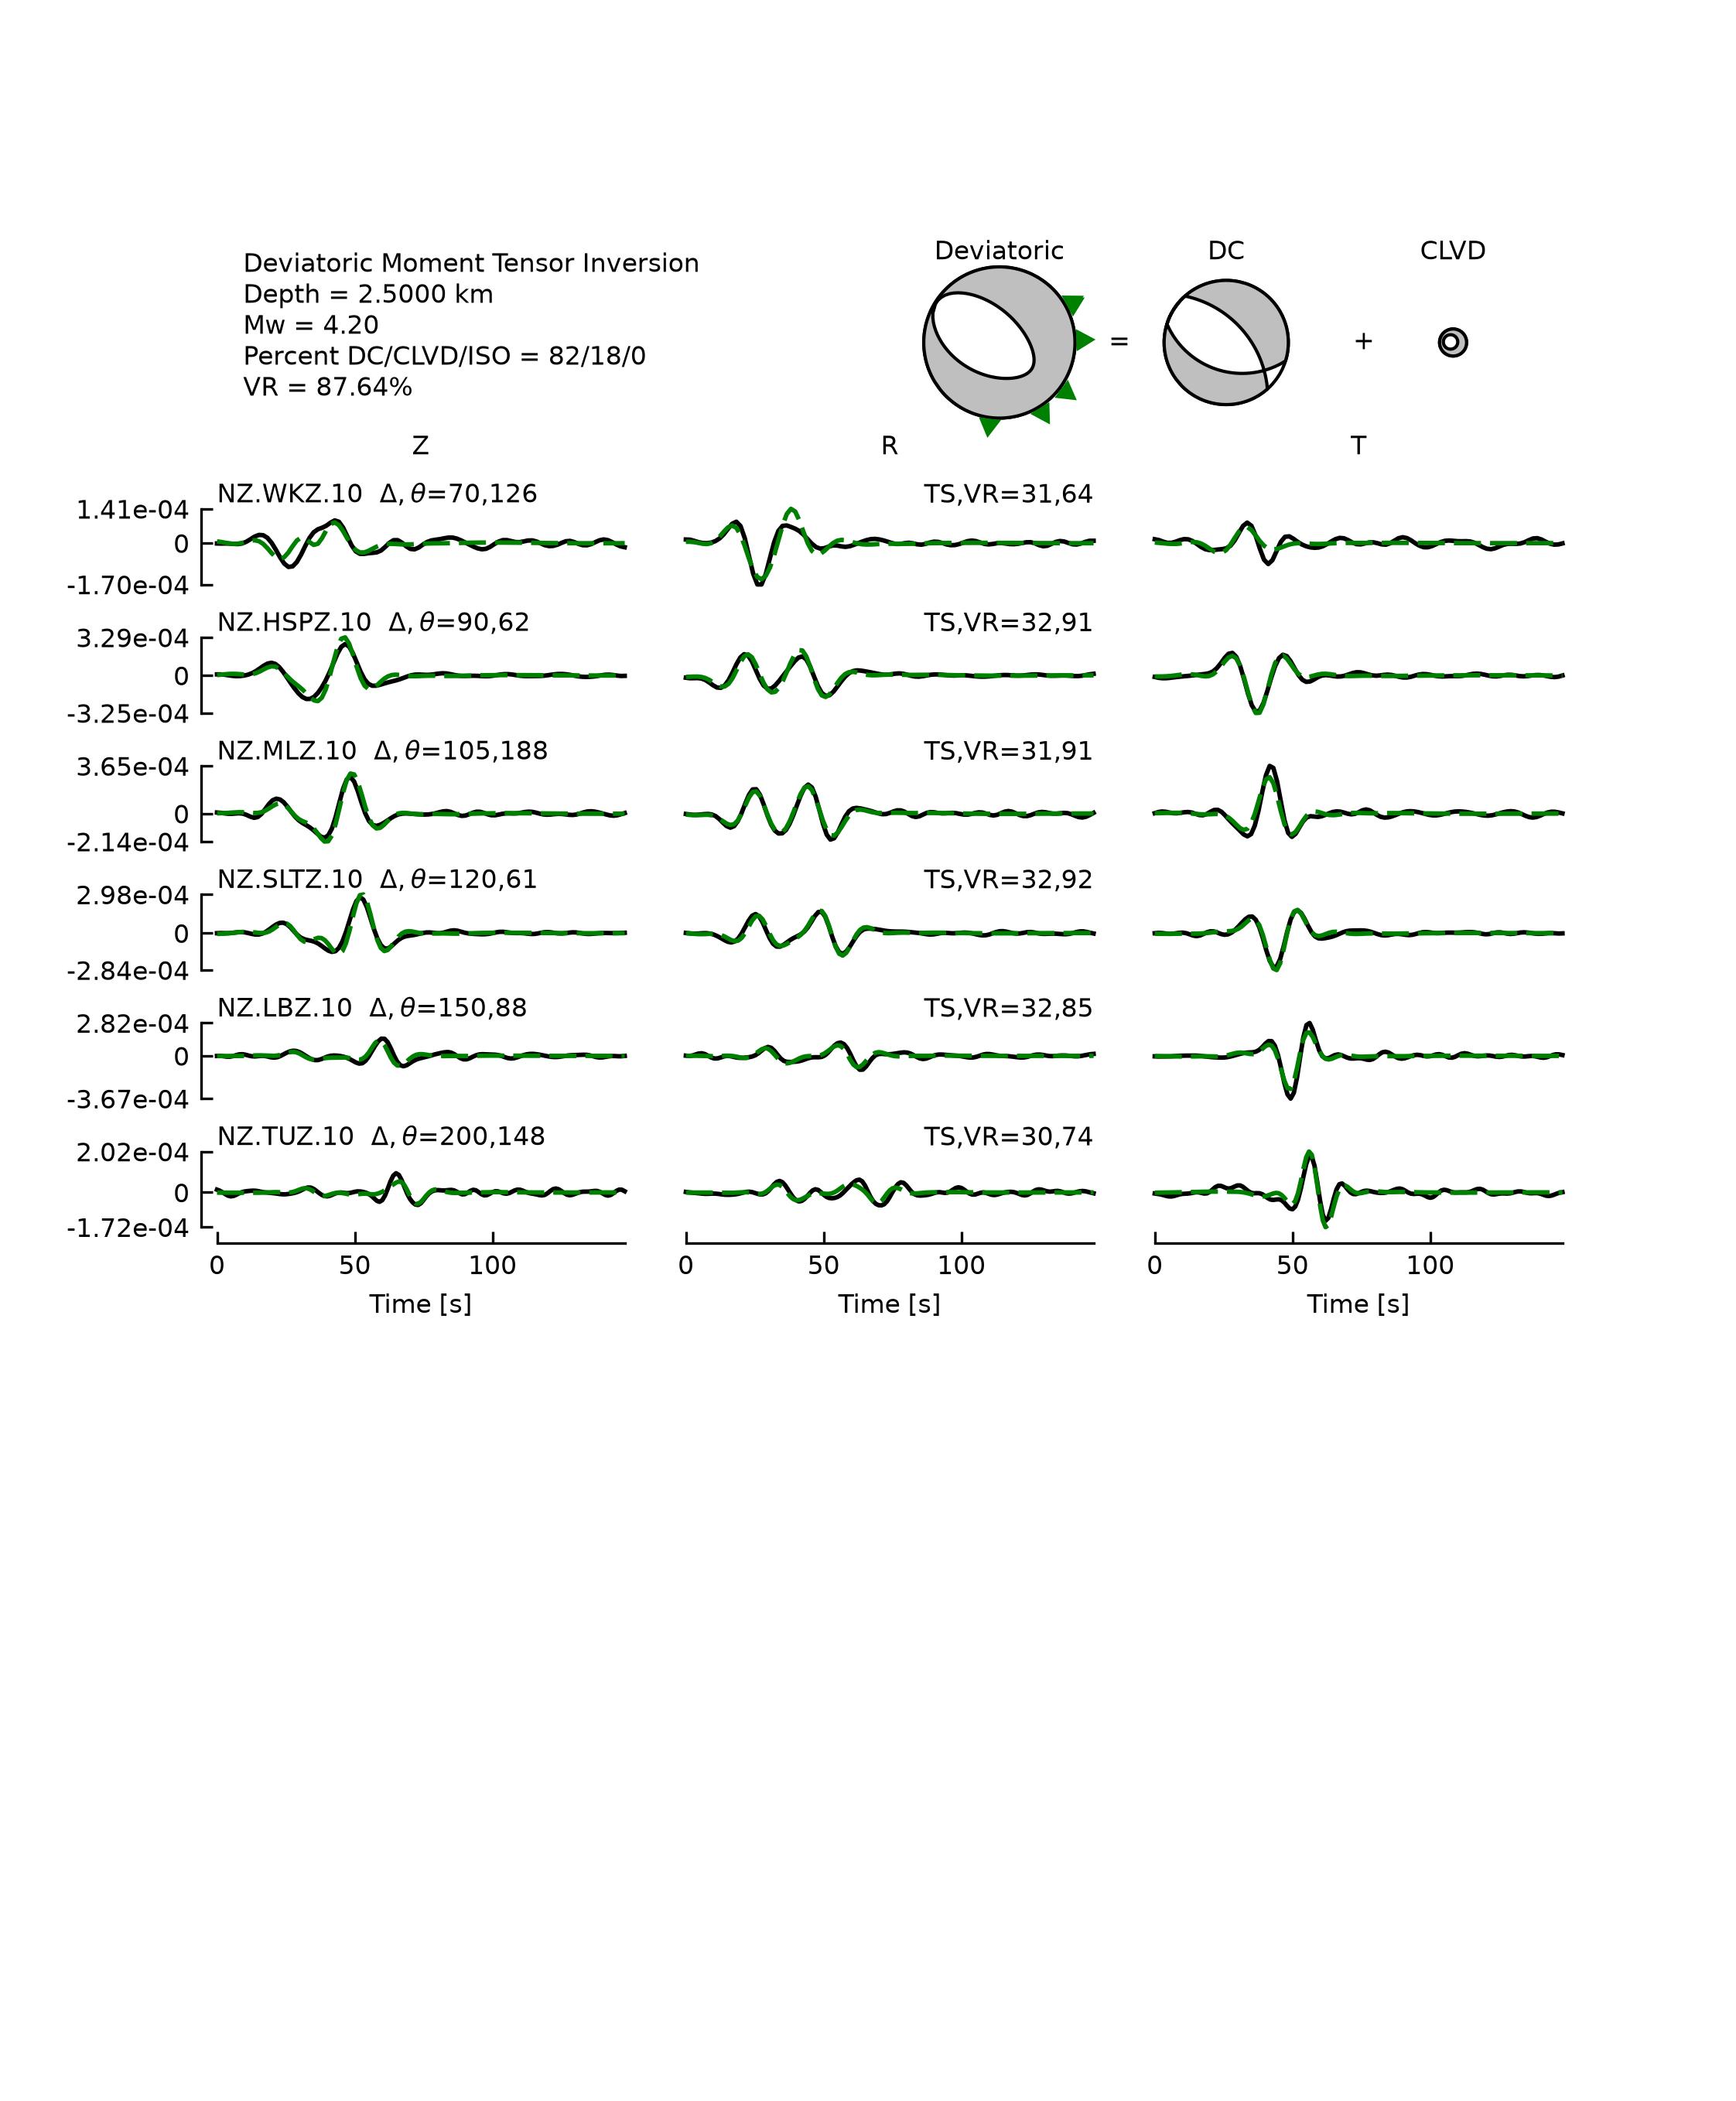 Deviatoric Moment Tensor Inversion
Depth = 2.5000 km
Mw = 4.20
Percent DC/CLVD/ISO = 82/18/0
VR = 87.64%
Deviatoric DC CLVD
= +
Z R T
NZ.WKZ.10 Δ,θ=70,126 TS,VR=31,64
1.41e-04
0
-1.70e-04
NZ.HSPZ.10 Δ,θ=90,62 TS,VR=32,91
3.29e-04
0
-3.25e-04
NZ.MLZ.10 Δ,θ=105,188 TS,VR=31,91
3.65e-04
0
-2.14e-04
NZ.SLTZ.10 Δ,θ=120,61 TS,VR=32,92
2.98e-04
0
-2.84e-04
NZ.LBZ.10 Δ,θ=150,88 TS,VR=32,85
2.82e-04
0
-3.67e-04
NZ.TUZ.10 Δ,θ=200,148 TS,VR=30,74
2.02e-04
0
-1.72e-04
0 50 100 0 50 100 0 50 100
Time [s] Time [s] Time [s]